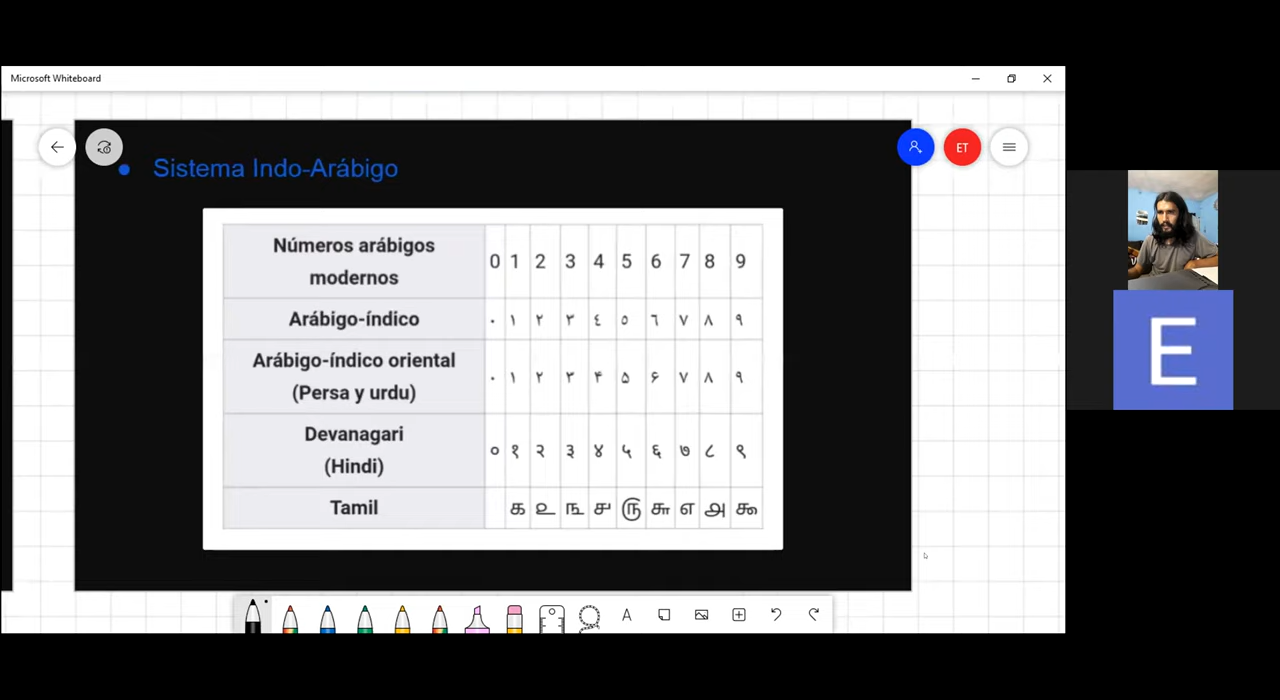 Microsoft Whiteboard
ET
Sistema Indo-Arábigo
Números arábigos
modernos
0 1 2 3 4 5 6 7 8 9
Arábigo-índico
٠ ١ ٢ ٣ ٤ ٥ ٦ ٧ ٨ ٩
Arábigo-índico oriental
(Persa y urdu)
۰ ۱ ۲ ۳ ۴ ۵ ۶ ۷ ۸ ۹
Devanagari
(Hindi)
० १ २ ३ ४ ५ ६ ७ ८ ९
Tamil
௧ ௨ ௩ ௪ ௫ ௬ ௭ ௮ ௯
E
A